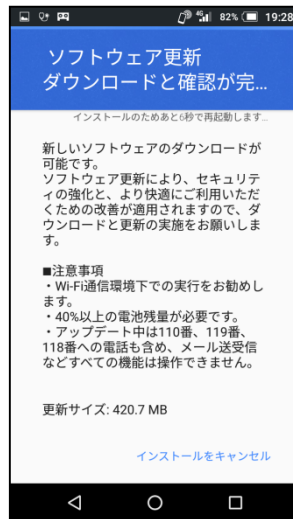 4G 82% 19:28
ソフトウェア更新
ダウンロードと確認が完...
インストールのためあと6秒で再起動します...
新しいソフトウェアのダウンロードが
可能です。
ソフトウェア更新により、セキュリテ
ィの強化と、より快適にご利用いただ
くための改善が適用されますので、ダ
ウンロードと更新の実施をお願いしま
す。
■注意事項
・Wi-Fi通信環境下での実行をお勧めし
ます。
・40%以上の電池残量が必要です。
・アップデート中は110番、119番、
118番への電話も含め、メール送受信
などすべての機能は操作できません。
更新サイズ: 420.7 MB
インストールをキャンセル